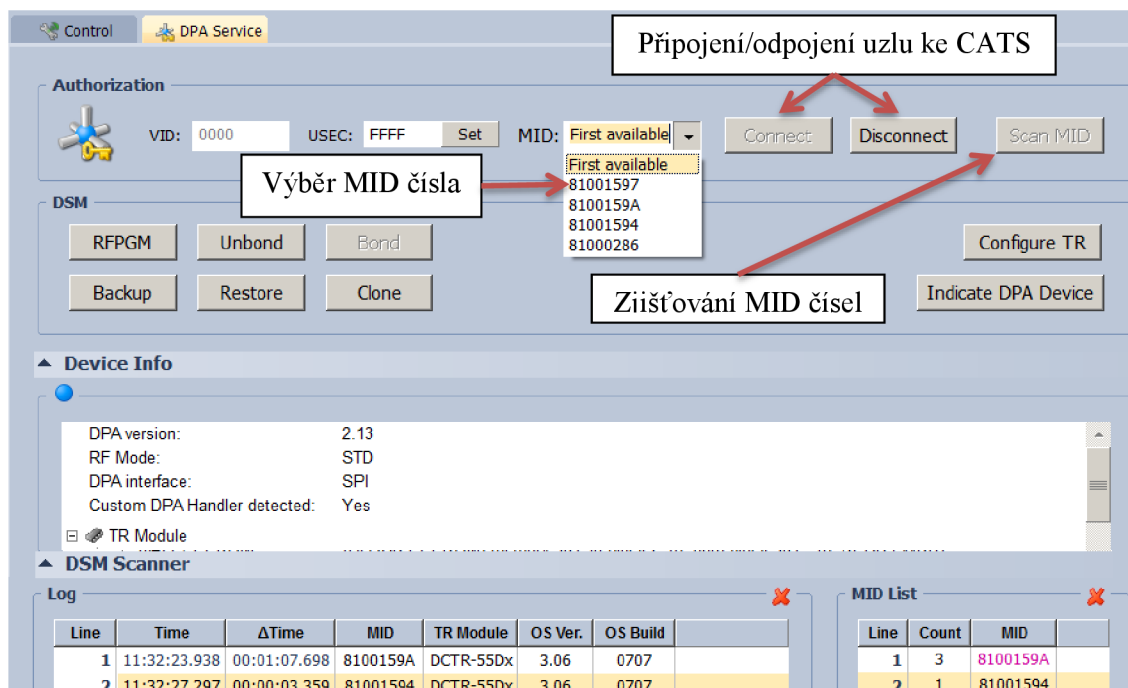 Control DPA Service
Připojení/odpojení uzlu ke CATS
Authorization
VID: 0000 USEC: FFFF Set MID: First available Connect Disconnect Scan MID
First available
Výběr MID čísla
81001597
8100159A
81001594
81000286
DSM
RFPGM Unbond Bond Configure TR
Backup Restore Clone Zjišťování MID čísel Indicate DPA Device
Device Info
DPA version: 2.13
RF Mode: STD
DPA interface: SPI
Custom DPA Handler detected: Yes
TR Module
DSM Scanner
Log MID List
Line Time ΔTime MID TR Module OS Ver. OS Build Line Count MID
1 11:32:23.938 00:01:07.698 8100159A DCTR-55Dx 3.06 0707 1 3 8100159A
2 11:32:27.297 00:00:03.359 81001594 DCTR-55Dx 3.06 0707 2 1 81001594